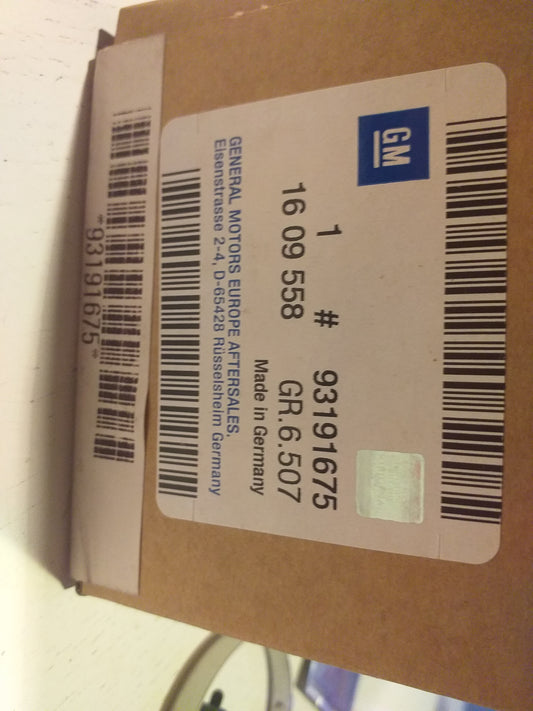 GM
1 # 93191675
16 09 558 GR.6.507
Made in Germany
GENERAL MOTORS EUROPE AFTERSALES.
Eisenstrasse 2-4, D-65428 Rüsselsheim Germany
*93191675*